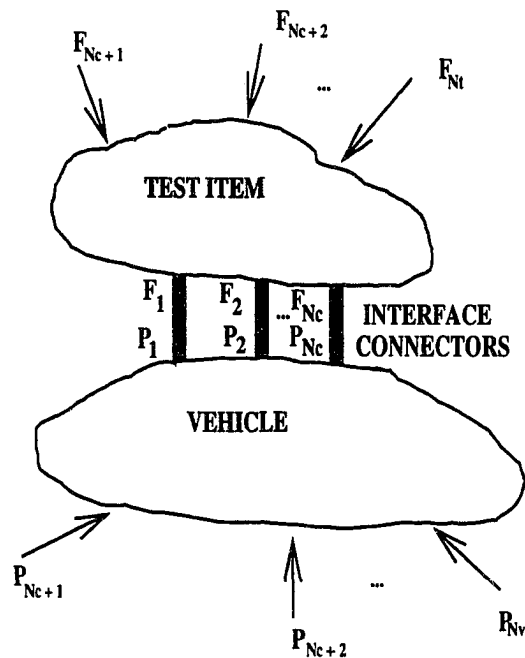 F_{Nc+1}
F_{Nc+2}
...
F_{Nt}
TEST ITEM
F_1 F_2 ...F_{Nc}
P_1 P_2 P_{Nc}
INTERFACE
CONNECTORS
VEHICLE
P_{Nc+1}
P_{Nc+2}
...
P_{Nv}